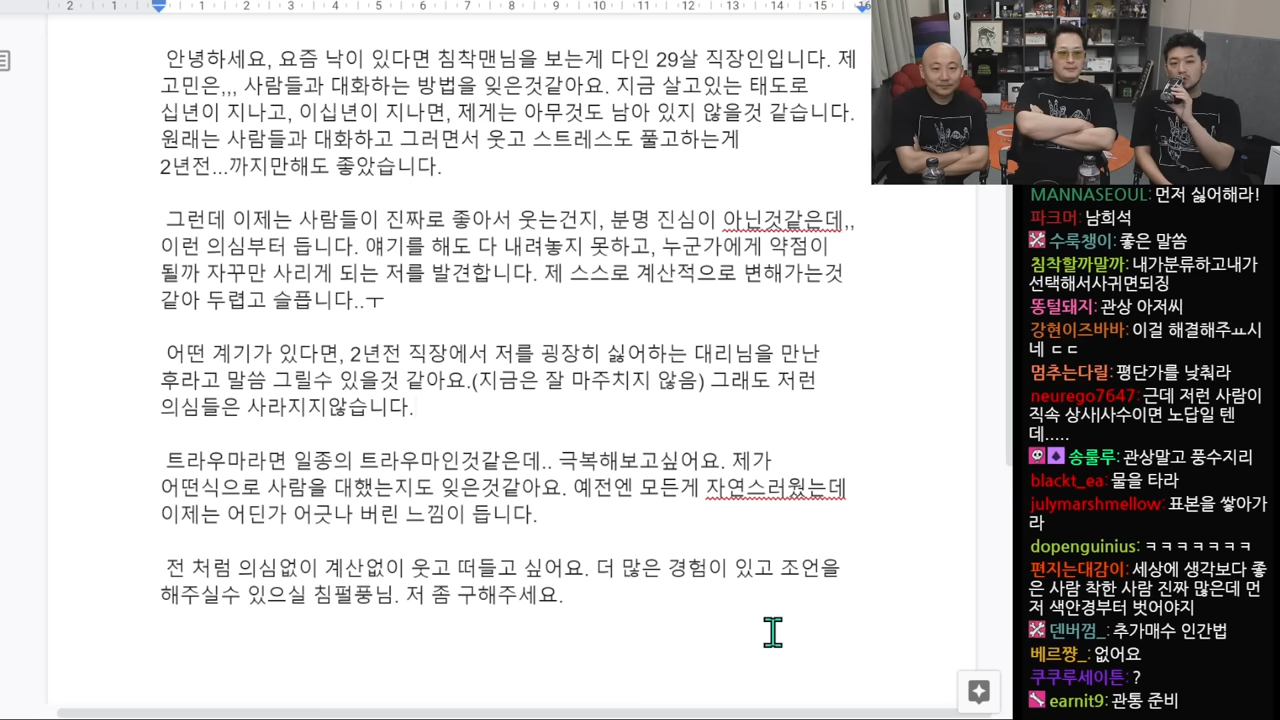 2 1 1 2 3 4 5 6 7 8 9 10 11 12 13 14 15 16
안녕하세요, 요즘 낙이 있다면 침착맨님을 보는게 다인 29살 직장인입니다. 제
고민은,,, 사람들과 대화하는 방법을 잊은것같아요. 지금 살고있는 태도로
십년이 지나고, 이십년이 지나면, 제게는 아무것도 남아 있지 않을것 같습니다.
원래는 사람들과 대화하고 그러면서 웃고 스트레스도 풀고하는게
2년전...까지만해도 좋았습니다.
그런데 이제는 사람들이 진짜로 좋아서 웃는건지, 분명 진심이 아닌것같은데,,
이런 의심부터 듭니다. 얘기를 해도 다 내려놓지 못하고, 누군가에게 약점이
될까 자꾸만 사리게 되는 저를 발견합니다. 제 스스로 계산적으로 변해가는것
같아 두렵고 슬픕니다..ㅜ
어떤 계기가 있다면, 2년전 직장에서 저를 굉장히 싫어하는 대리님을 만난
후라고 말씀 그릴수 있을것 같아요.(지금은 잘 마주치지 않음) 그래도 저런
의심들은 사라지지않습니다.
트라우마라면 일종의 트라우마인것같은데.. 극복해보고싶어요. 제가
어떤식으로 사람을 대했는지도 잊은것같아요. 예전엔 모든게 자연스러웠는데
이제는 어딘가 어긋나 버린 느낌이 듭니다.
전 처럼 의심없이 계산없이 웃고 떠들고 싶어요. 더 많은 경험이 있고 조언을
해주실수 있으실 침펄풍님. 저 좀 구해주세요.
MANNASEOUL: 먼저 싫어해라!
파크머: 남희석
수룩챙이: 좋은 말씀
침착할까말까: 내가분류하고내가
선택해서사귀면되징
똥털돼지: 관상 아저씨
강현이즈바바: 이걸 해결해주ㅛ시
네 ㄷㄷ
멈추는다릴: 평단가를 낮춰라
neurego7647: 근데 저런 사람이
직속 상사|사수이면 노답일 텐
데.....
송룰루: 관상말고 풍수지리
blackt_ea: 물을 타라
julymarshmellow: 표본을 쌓아가
라
dopenguinius: ㅋㅋㅋㅋㅋㅋㅋ
편지는대감이: 세상에 생각보다 좋
은 사람 착한 사람 진짜 많은데 먼
저 색안경부터 벗어야지
덴버껌_: 추가매수 인간법
베르쨩_: 없어요
쿠쿠루세이튼: ?
earnit9: 관통 준비